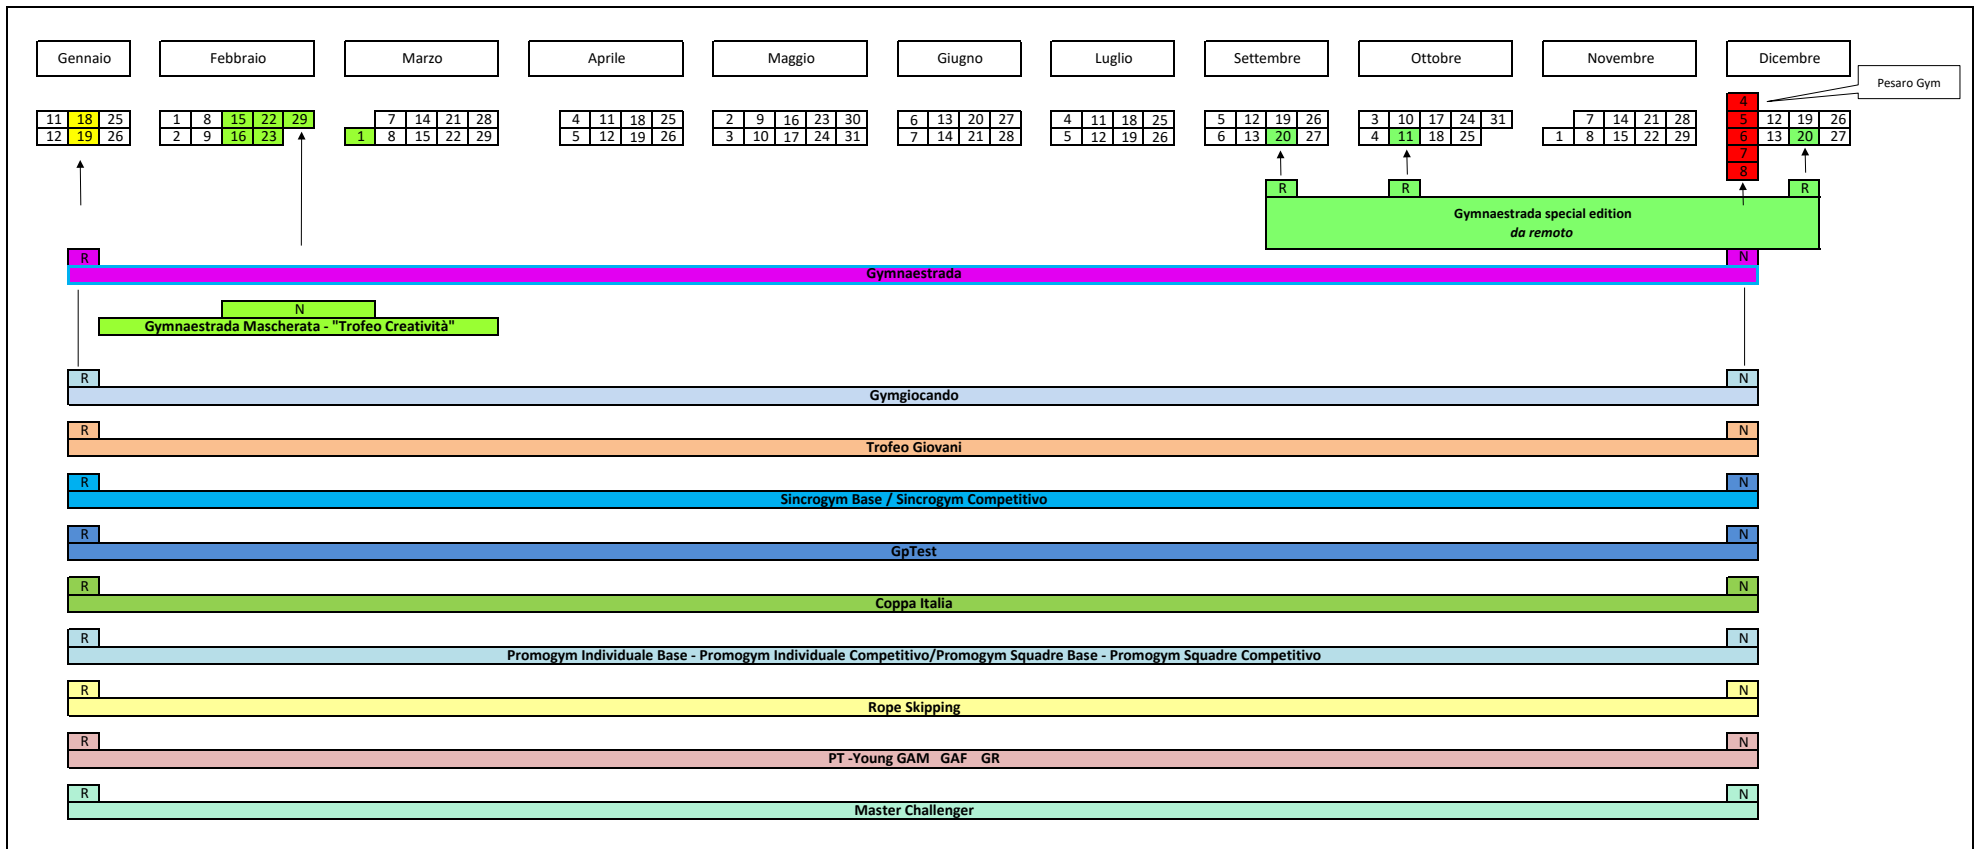 Gennaio Febbraio Marzo Aprile Maggio Giugno Luglio Settembre Ottobre Novembre Dicembre
Pesaro Gym
4
11 18 25 1 8 15 22 29 7 14 21 28 4 11 18 25 2 9 16 23 30 6 13 20 27 4 11 18 25 5 12 19 26 3 10 17 24 31 7 14 21 28 5 12 19 26
12 19 26 2 9 16 23 1 8 15 22 29 5 12 19 26 3 10 17 24 31 7 14 21 28 5 12 19 26 6 13 20 27 4 11 18 25 1 8 15 22 29 6 13 20 27
7
8
R R R
Gymnaestrada special edition
da remoto
R N
Gymnaestrada
N
Gymnaestrada Mascherata - "Trofeo Creatività"
R N
Gymgiocando
R N
Trofeo Giovani
R N
Sincrogym Base / Sincrogym Competitivo
R N
GpTest
R N
Coppa Italia
R N
Promogym Individuale Base - Promogym Individuale Competitivo/Promogym Squadre Base - Promogym Squadre Competitivo
R N
Rope Skipping
R N
PT -Young GAM GAF GR
R N
Master Challenger